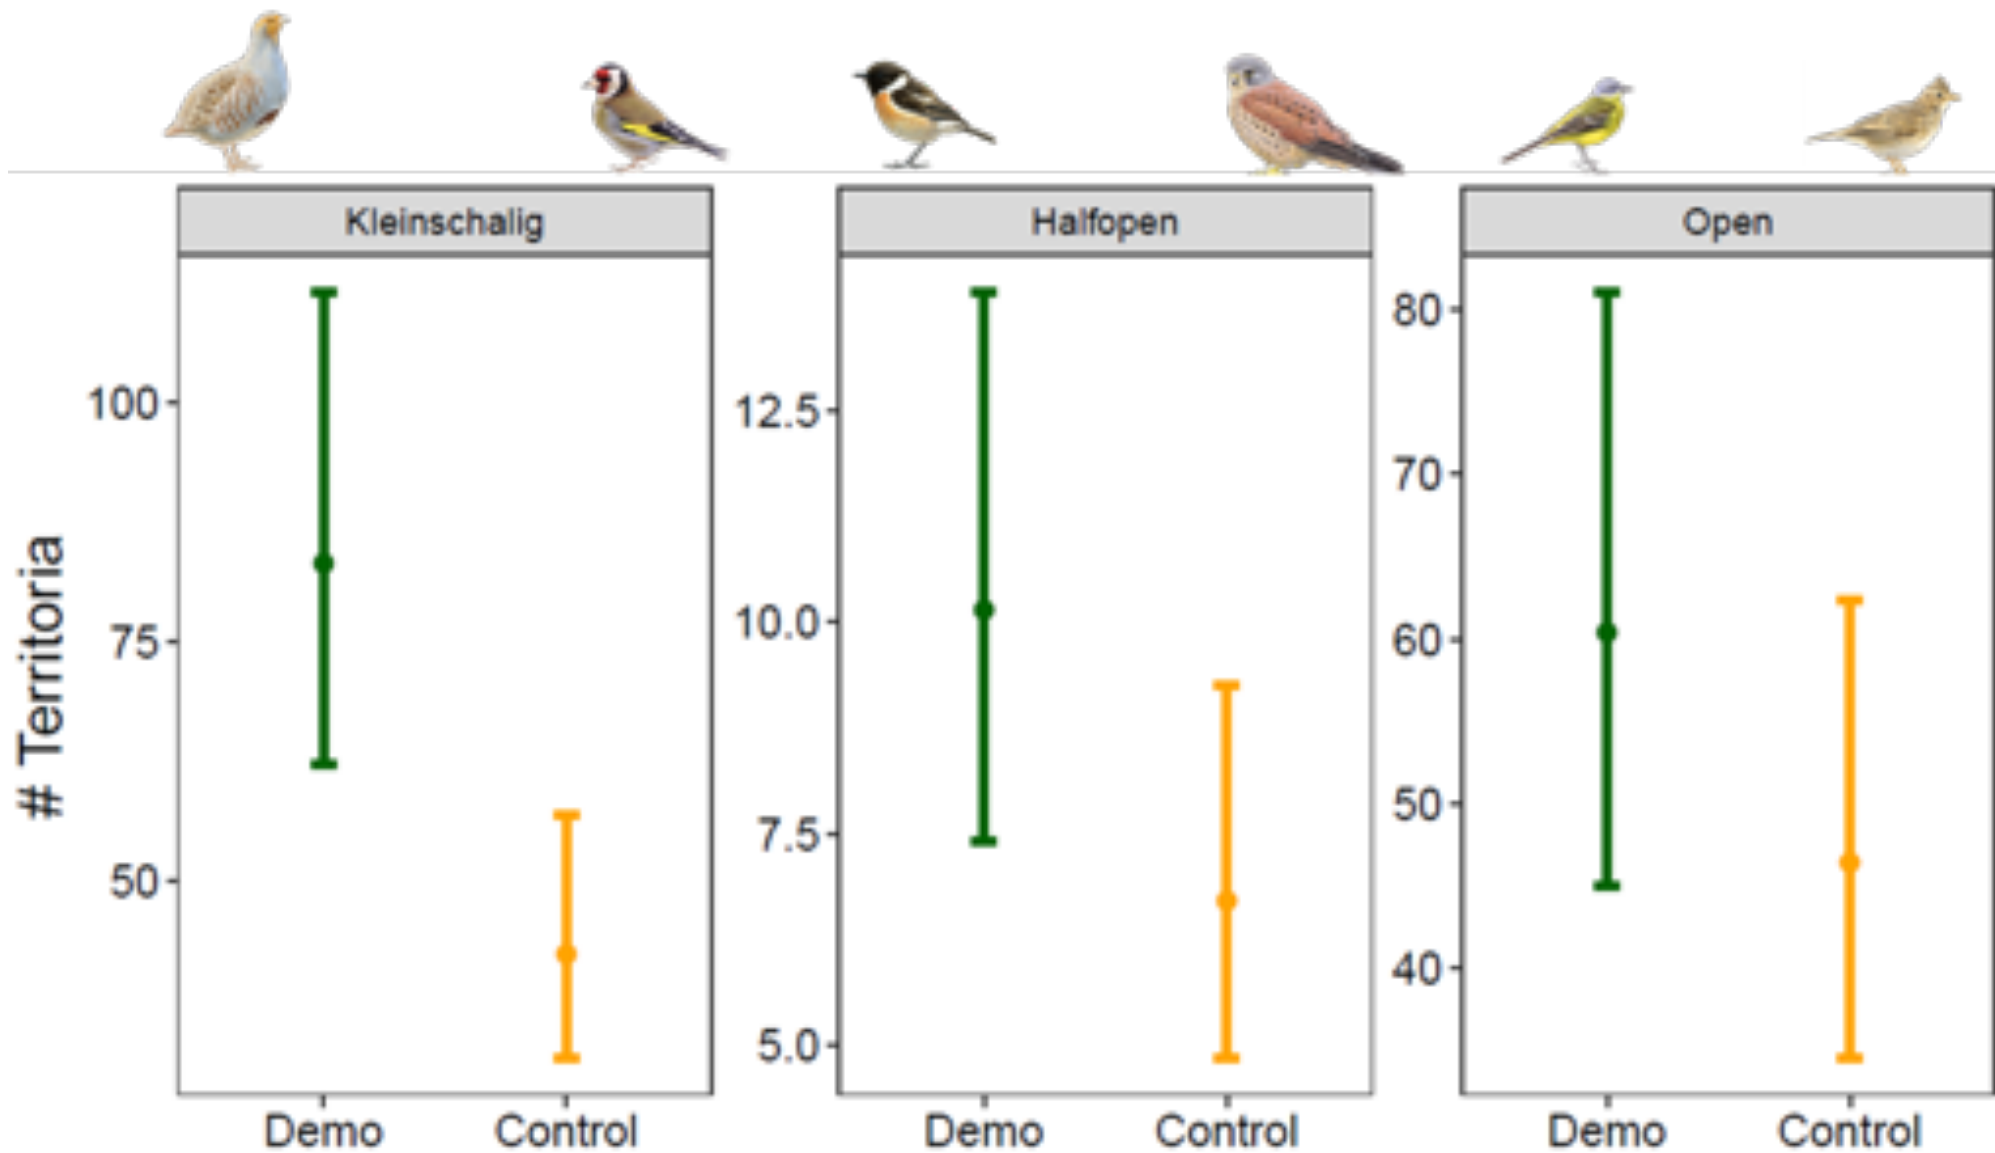 Kleinschalig
Halfopen
Open
# Territoria
100
75
50
12.5
10.0
7.5
5.0
80
70
60
50
40
Demo
Control
Demo
Control
Demo
Control